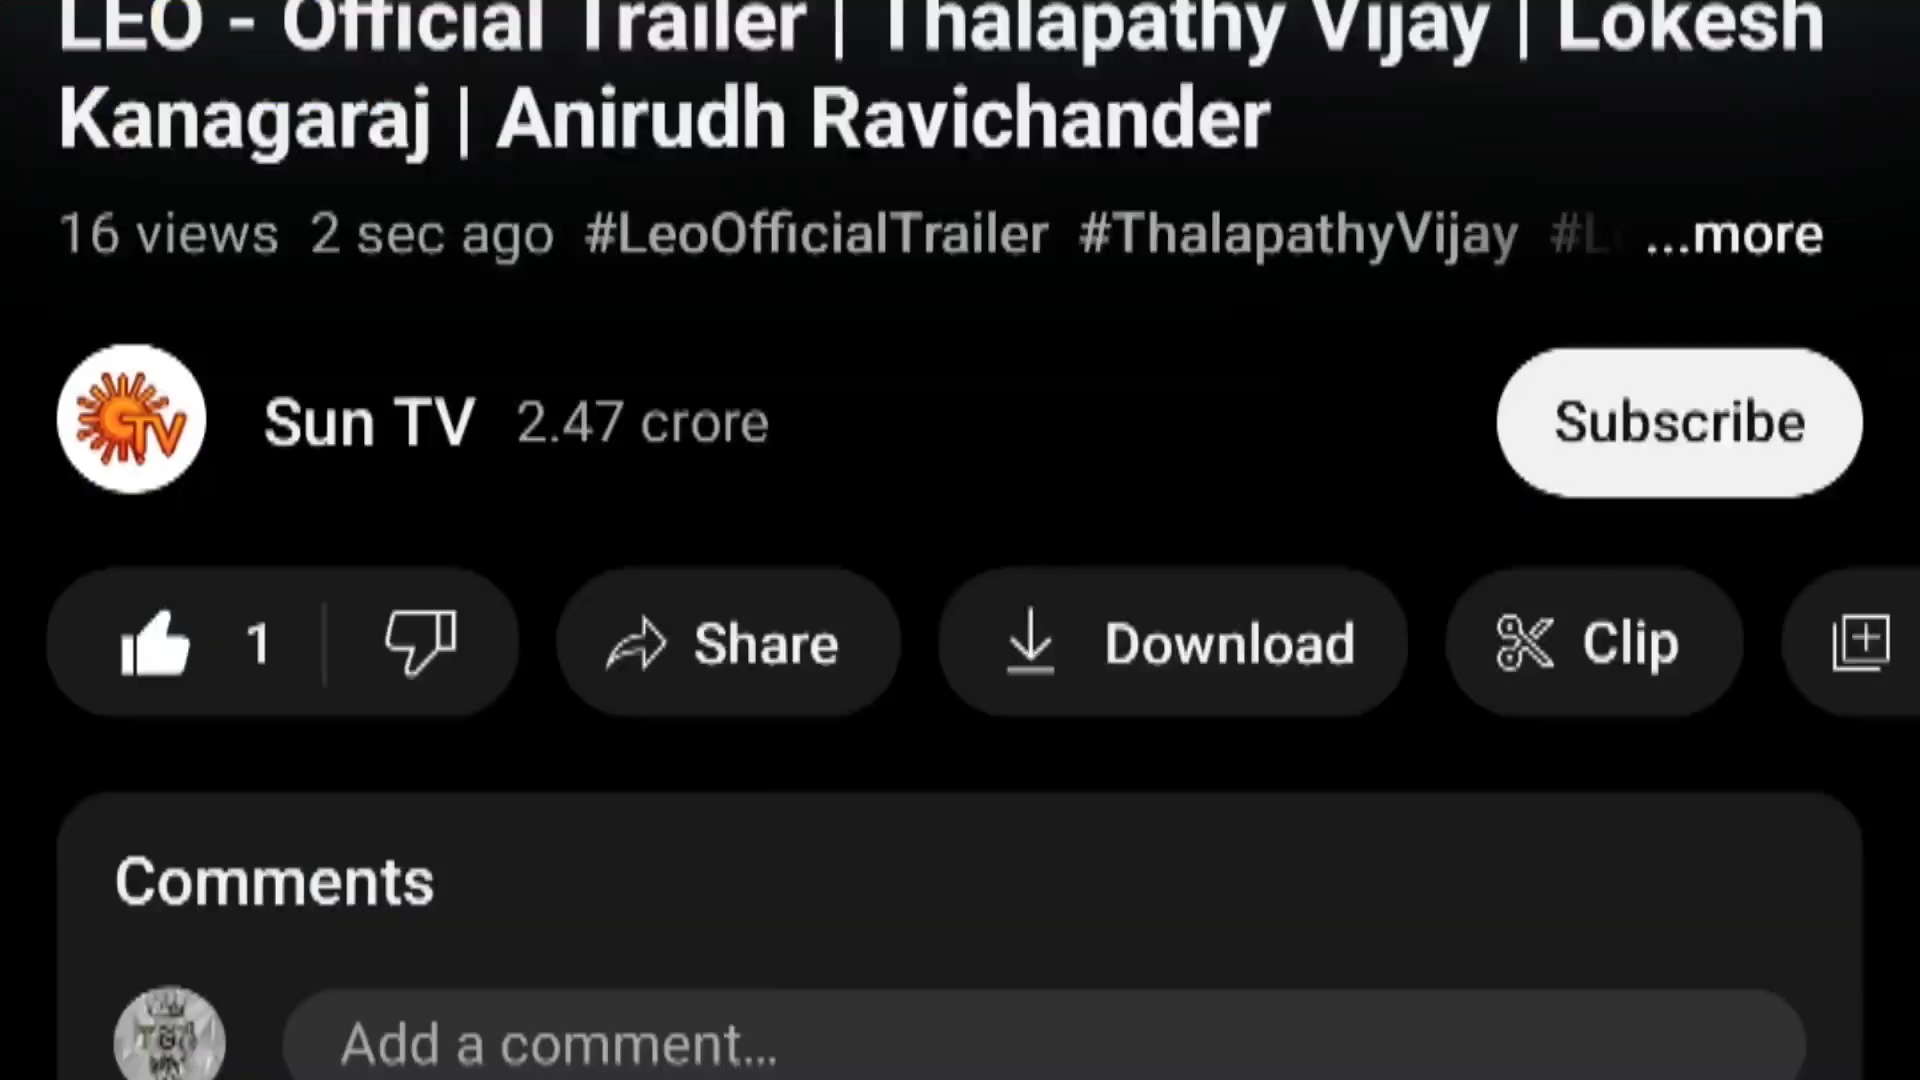 LEO - Official Trailer | Thalapathy Vijay | Lokesh
Kanagaraj | Anirudh Ravichander
16 views 2 sec ago #LeoOfficialTrailer #ThalapathyVijay #L ...more
TV
Sun TV 2.47 crore
Subscribe
1
Share
Download
Clip
Comments
Add a comment...